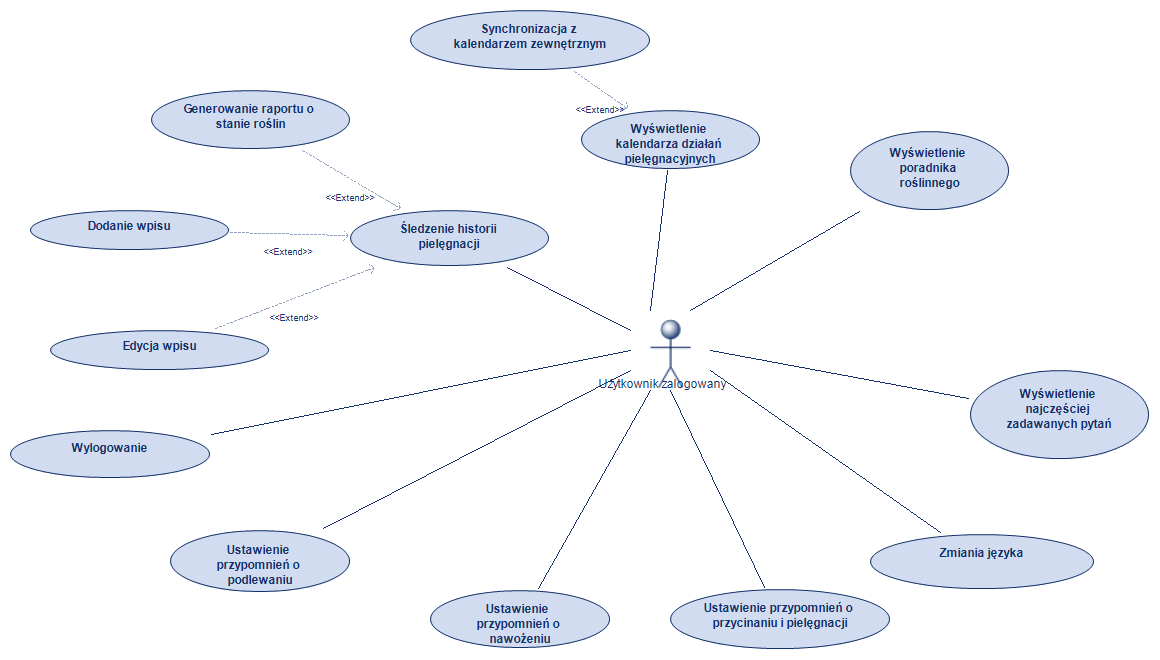 Synchronizacja z
kalendarzem zewnętrznym
Generowanie raportu o
stanie roślin
<<Extend>>
Wyświetlenie
kalendarza działań
pielęgnacyjnych
Wyświetlenie
poradnika
roślinnego
<<Extend>>
Dodanie wpisu
Śledzenie historii
pielęgnacji
<<Extend>>
<<Extend>>
Edycja wpisu
Użytkownik zalogowany
Wyświetlenie
najczęściej
zadawanych pytań
Wylogowanie
Ustawienie
przypomnień o
podlewaniu
Zmiania języka
Ustawienie
przypomnień o
nawożeniu
Ustawienie przypomnień o
przycinaniu i pielęgnacji